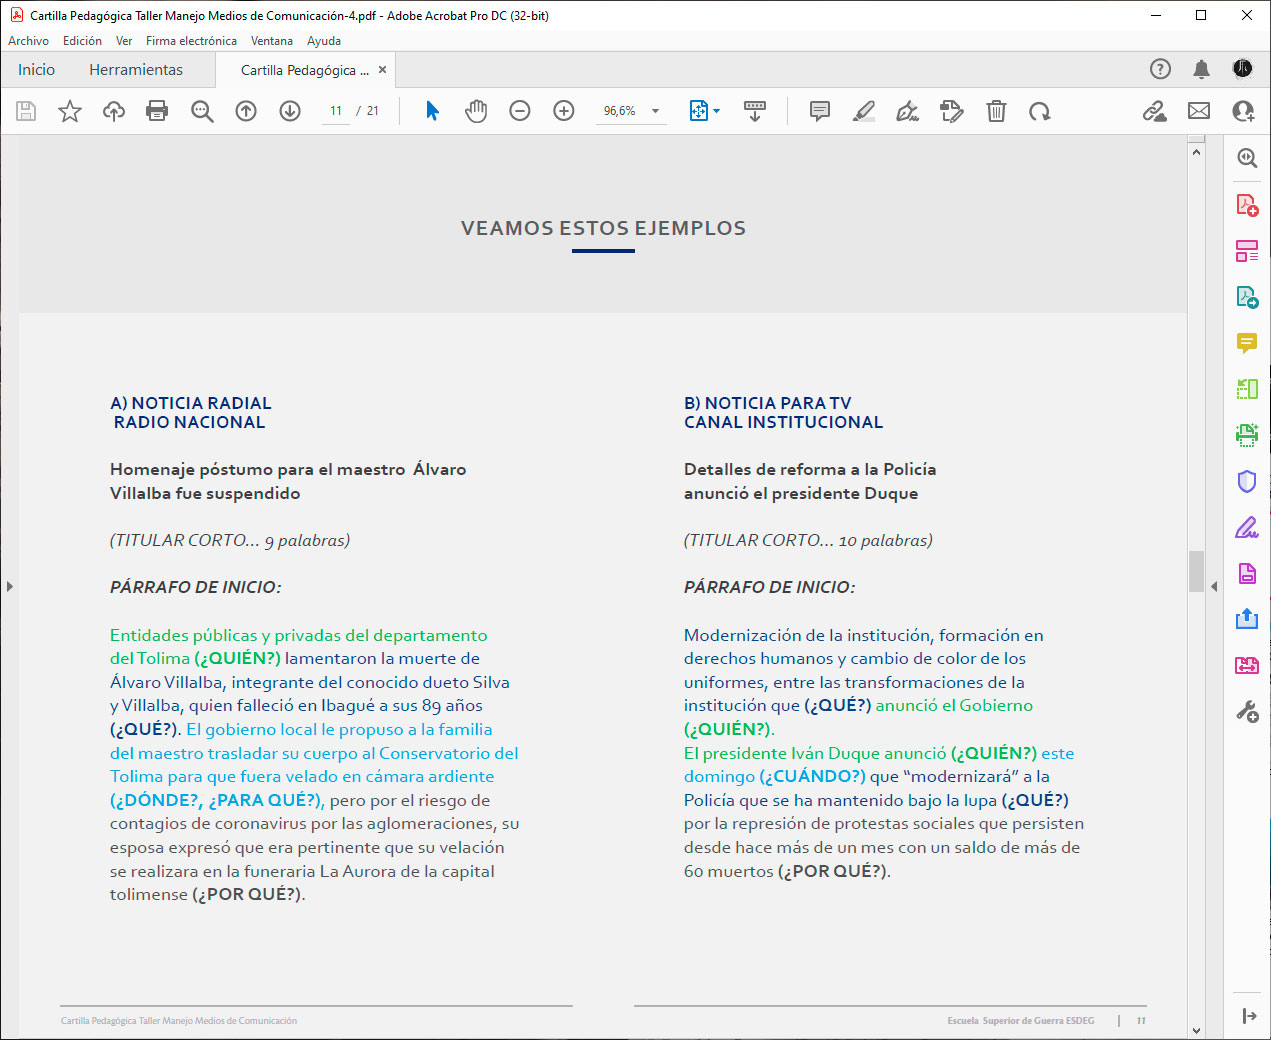 Cartilla Pedagógica Taller Manejo Medios de Comunicación-4.pdf - Adobe Acrobat Pro DC (32-bit)
Archivo Edición Ver Firma electrónica Ventana Ayuda
Inicio Herramientas Cartilla Pedagógica ... ×
11 / 21 96,6%
VEAMOS ESTOS EJEMPLOS
A) NOTICIA RADIAL
RADIO NACIONAL
Homenaje póstumo para el maestro Álvaro
Villalba fue suspendido
(TITULAR CORTO... 9 palabras)
PÁRRAFO DE INICIO:
Entidades públicas y privadas del departamento
del Tolima (¿QUIÉN?) lamentaron la muerte de
Álvaro Villalba, integrante del conocido dueto Silva
y Villalba, quien falleció en Ibagué a sus 89 años
(¿QUÉ?). El gobierno local le propuso a la familia
del maestro trasladar su cuerpo al Conservatorio del
Tolima para que fuera velado en cámara ardiente
(¿DÓNDE?, ¿PARA QUÉ?), pero por el riesgo de
contagios de coronavirus por las aglomeraciones, su
esposa expresó que era pertinente que su velación
se realizara en la funeraria La Aurora de la capital
tolimense (¿POR QUÉ?).
B) NOTICIA PARA TV
CANAL INSTITUCIONAL
Detalles de reforma a la Policía
anunció el presidente Duque
(TITULAR CORTO... 10 palabras)
PÁRRAFO DE INICIO:
Modernización de la institución, formación en
derechos humanos y cambio de color de los
uniformes, entre las transformaciones de la
institución que (¿QUÉ?) anunció el Gobierno
(¿QUIÉN?).
El presidente Iván Duque anunció (¿QUIÉN?) este
domingo (¿CUÁNDO?) que “modernizará” a la
Policía que se ha mantenido bajo la lupa (¿QUÉ?)
por la represión de protestas sociales que persisten
desde hace más de un mes con un saldo de más de
60 muertos (¿POR QUÉ?).
Cartilla Pedagógica Taller Manejo Medios de Comunicación
Escuela Superior de Guerra ESDEG | 11